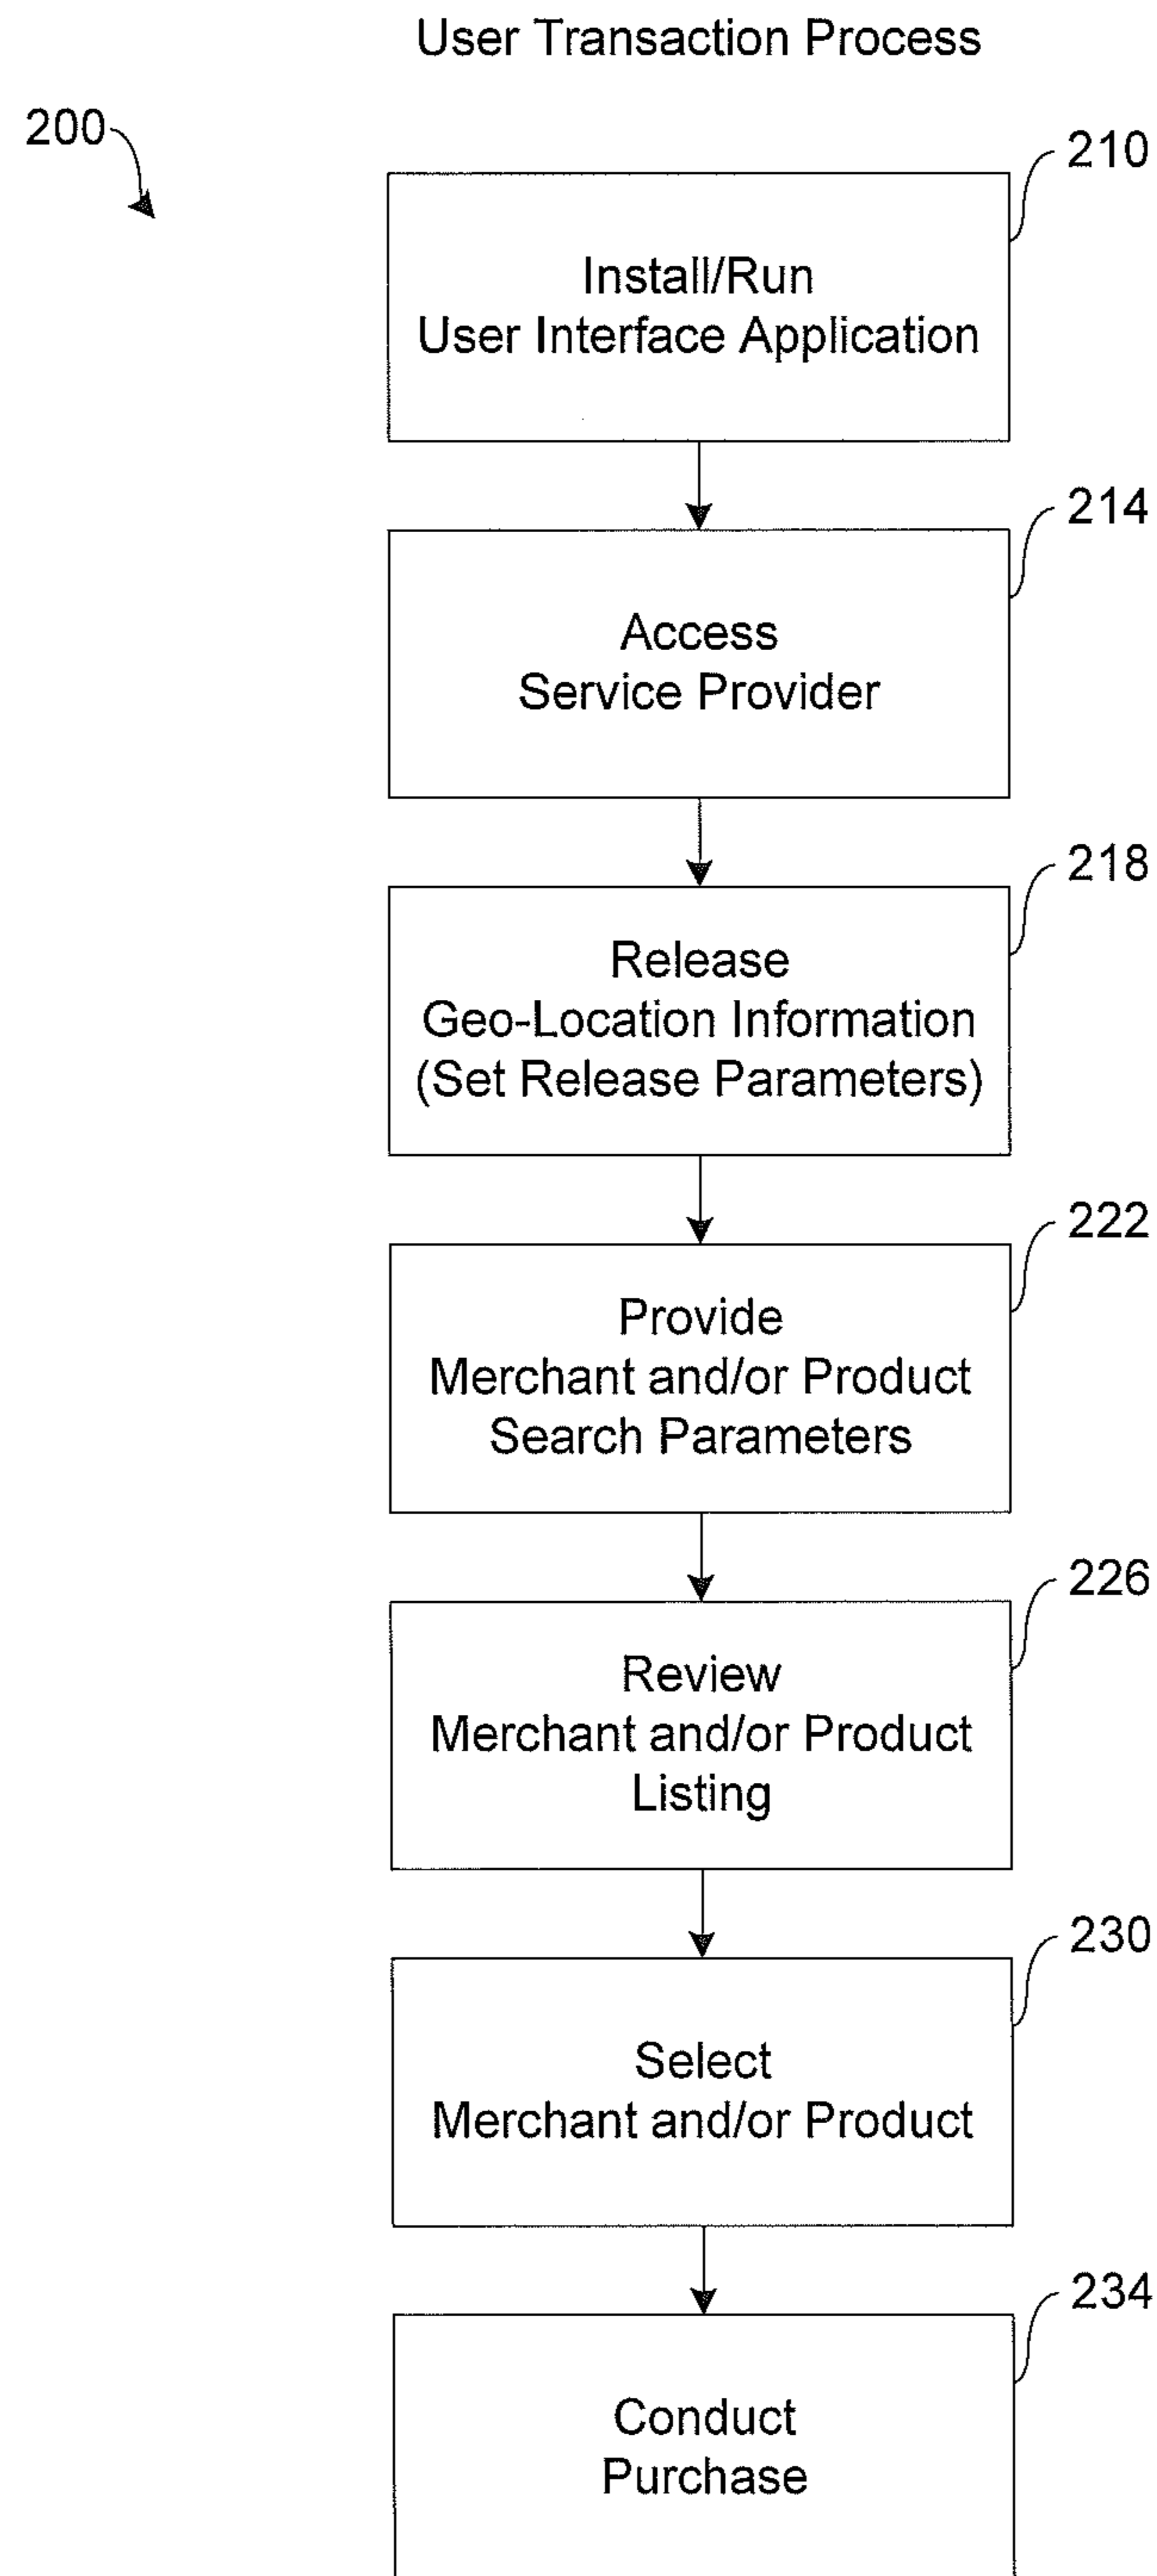 User Transaction Process
200
210
Install/Run
User Interface Application
214
Access
Service Provider
218
Release
Geo-Location Information
(Set Release Parameters)
222
Provide
Merchant and/or Product
Search Parameters
226
Review
Merchant and/or Product
Listing
230
Select
Merchant and/or Product
234
Conduct
Purchase